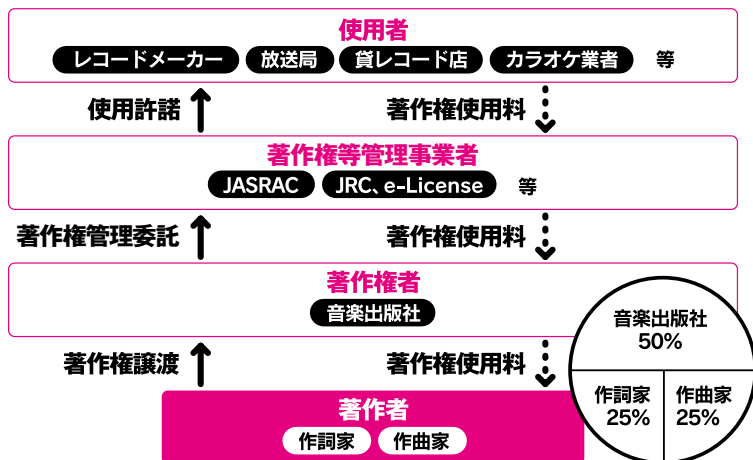 使用者
レコードメーカー 放送局 貸レコード店 カラオケ業者 等
使用許諾 著作権使用料
著作権等管理事業者
JASRAC JRC、e-License 等
著作権管理委託 著作権使用料
著作権者
音楽出版社
著作権譲渡 著作権使用料
著作者
作詞家 作曲家
音楽出版社
50%
作詞家 作曲家
25% 25%